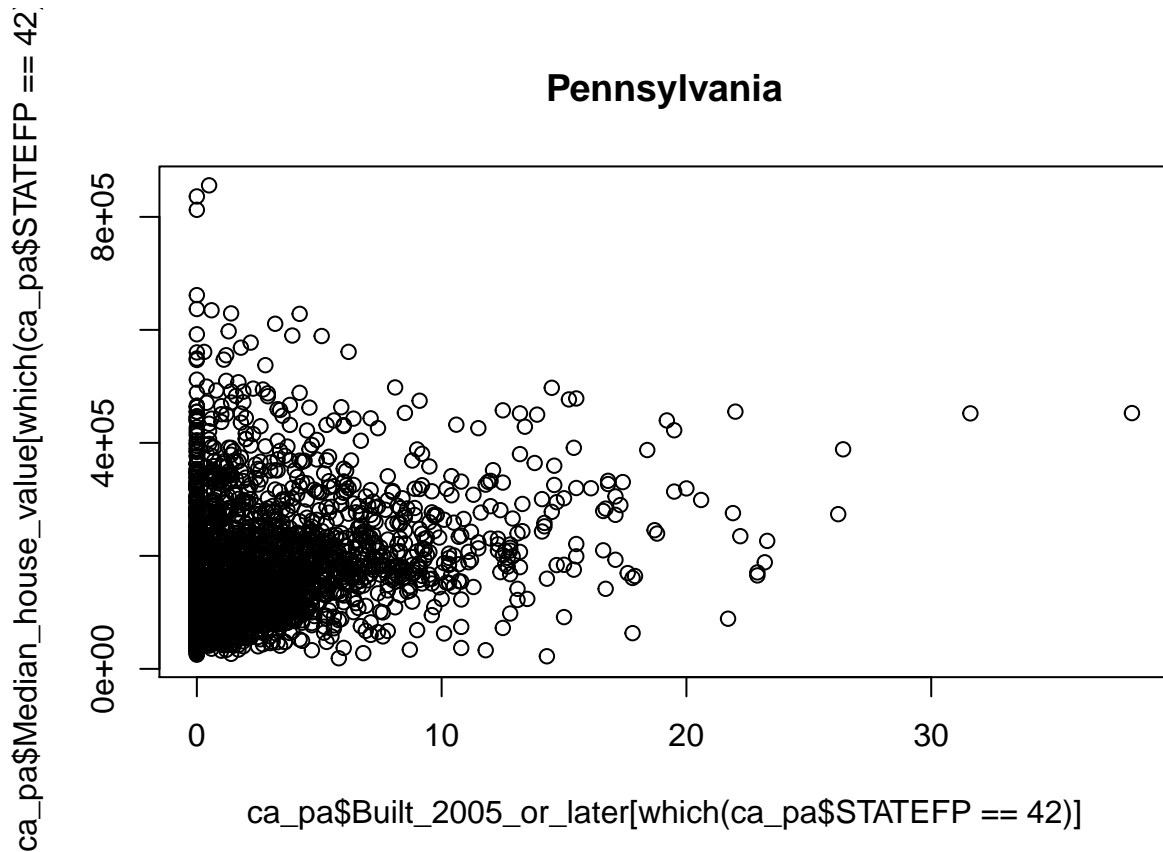 Pennsylvania
ca_pa$Median_house_value[which(ca_pa$STATEFP == 42)
8e+05
4e+05
0e+00
0
10
20
30
ca_pa$Built_2005_or_later[which(ca_pa$STATEFP == 42)]